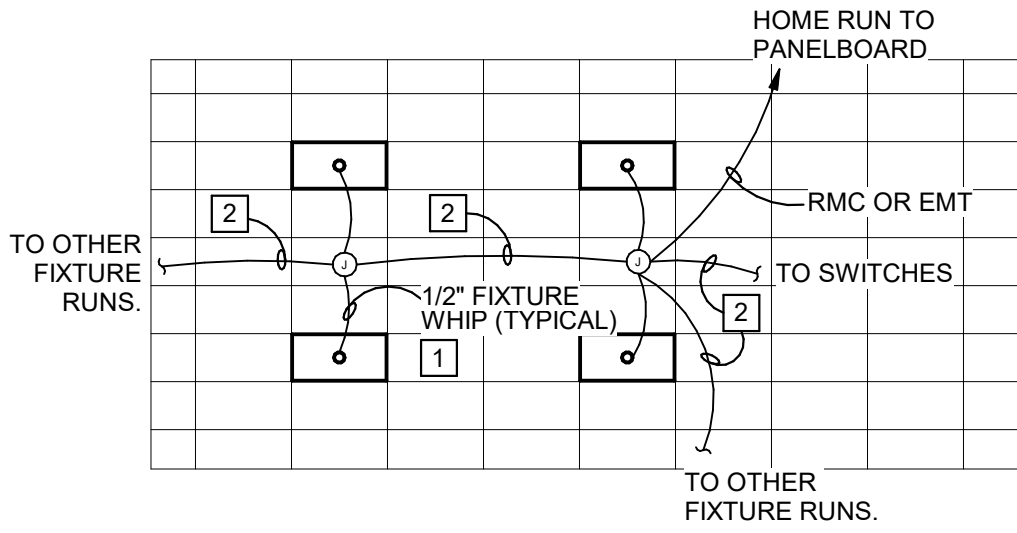 HOME RUN TO
PANELBOARD
2
2
RMC OR EMT
TO OTHER
FIXTURE
RUNS.
J
J
TO SWITCHES
1/2" FIXTURE
WHIP (TYPICAL)
2
1
TO OTHER
FIXTURE RUNS.